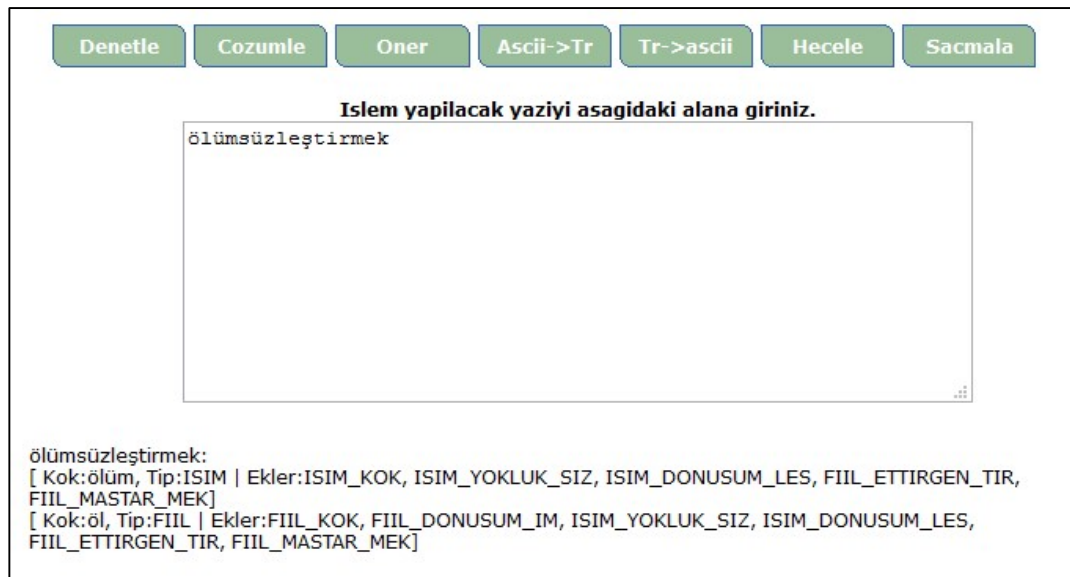 Denetle Cozumle Oner Ascii->Tr Tr->ascii Hecele Sacmala
Islem yapilacak yaziyi asagidaki alana giriniz.
ölümsüzleştirmek
ölümsüzleştirmek:
[ Kok:ölüm, Tip:ISIM | Ekler:ISIM_KOK, ISIM_YOKLUK_SIZ, ISIM_DONUSUM_LES, FIIL_ETTIRGEN_TIR,
FIIL_MASTAR_MEK]
[ Kok:öl, Tip:FIIL | Ekler:FIIL_KOK, FIIL_DONUSUM_IM, ISIM_YOKLUK_SIZ, ISIM_DONUSUM_LES,
FIIL_ETTIRGEN_TIR, FIIL_MASTAR_MEK]